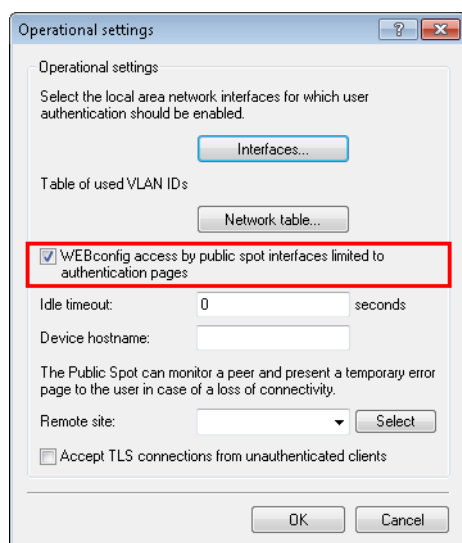 Operational settings
Operational settings
Select the local area network interfaces for which user
authentication should be enabled.
Interfaces...
Table of used VLAN IDs
Network table...
WEBconfig access by public spot interfaces limited to
authentication pages
Idle timeout: 0 seconds
Device hostname:
The Public Spot can monitor a peer and present a temporary error
page to the user in case of a loss of connectivity.
Remote site: Select
Accept TLS connections from unauthenticated clients
OK Cancel